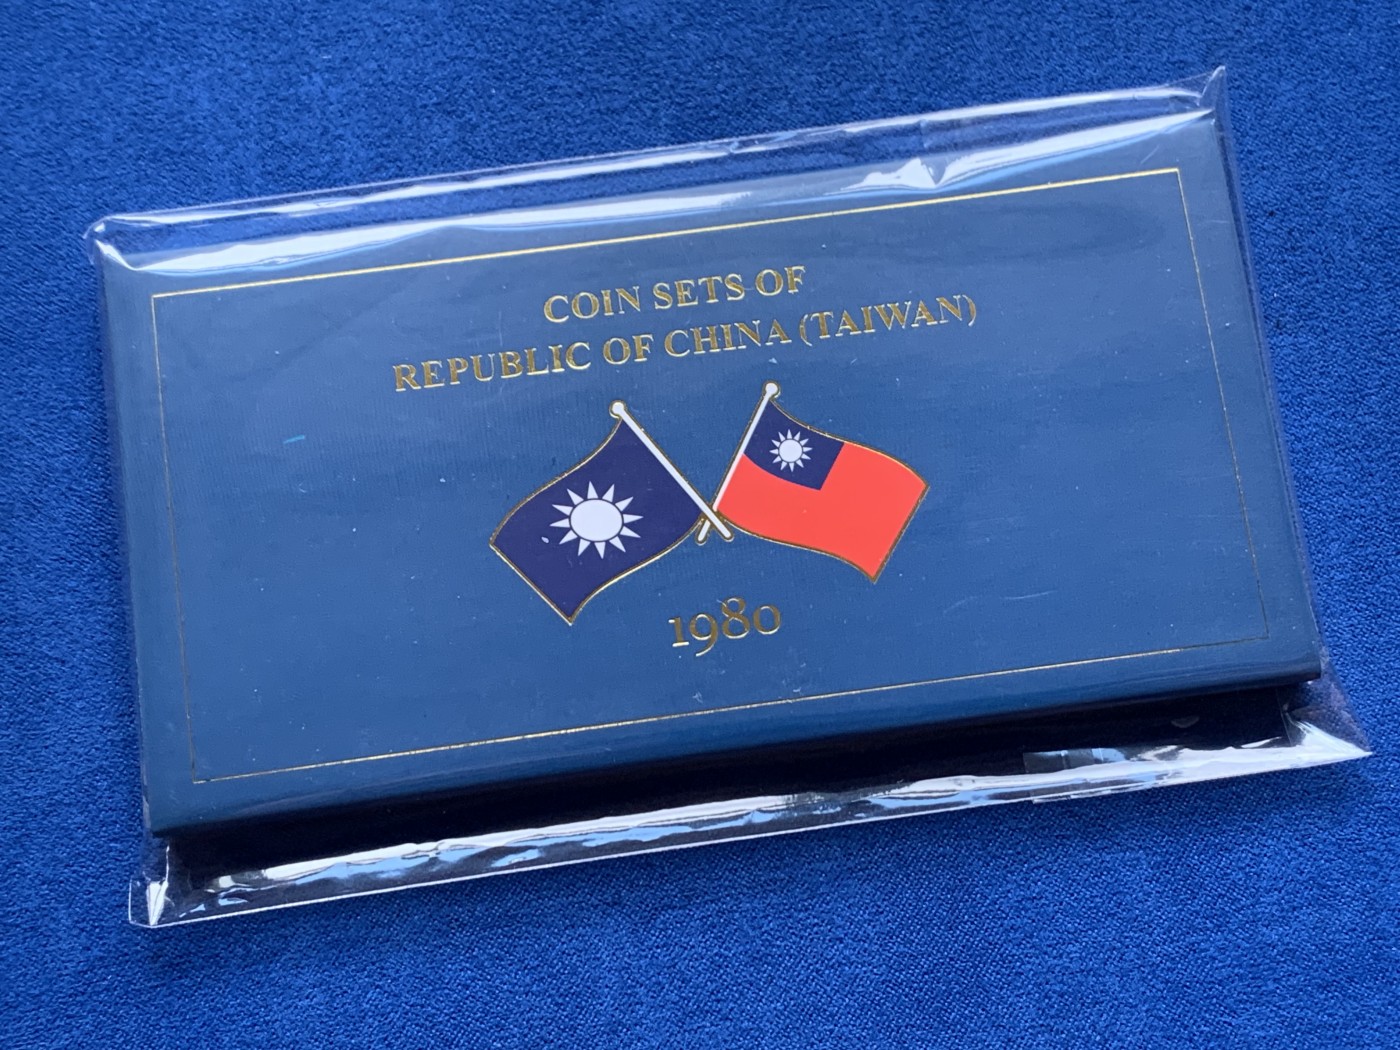 COIN SETS OF
REPUBLIC OF CHINA (TAIWAN)
1980